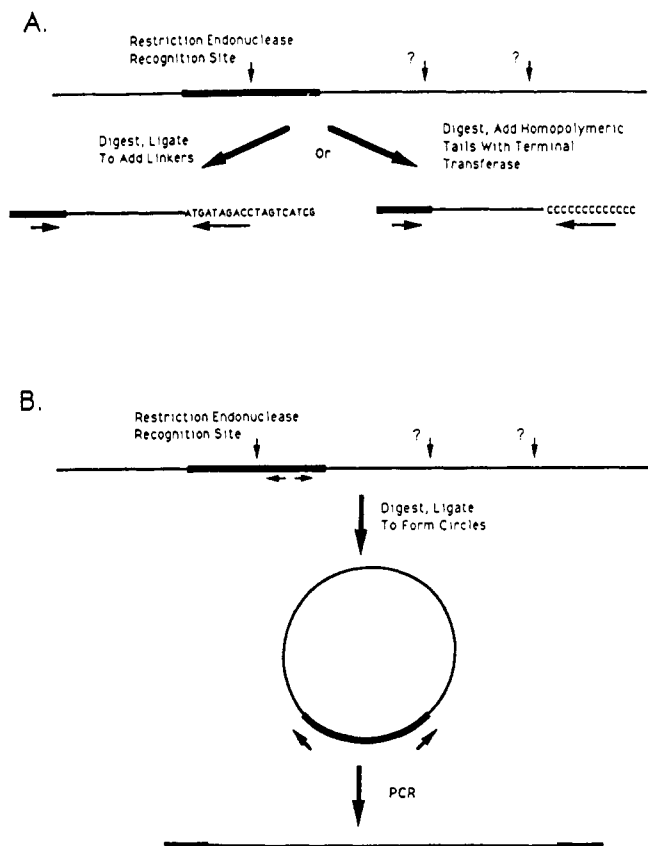 A.
Restriction Endonuclease
Recognition Site
?
?
Digest, Ligate
To Add Linkers
Or
Digest, Add Homopolymeric
Tails With Terminal
Transferase
ATGATAGACCTAGTCATCG
CCCCCCCCCCCCC
B.
Restriction Endonuclease
Recognition Site
?
?
Digest, Ligate
To Form Circles
PCR